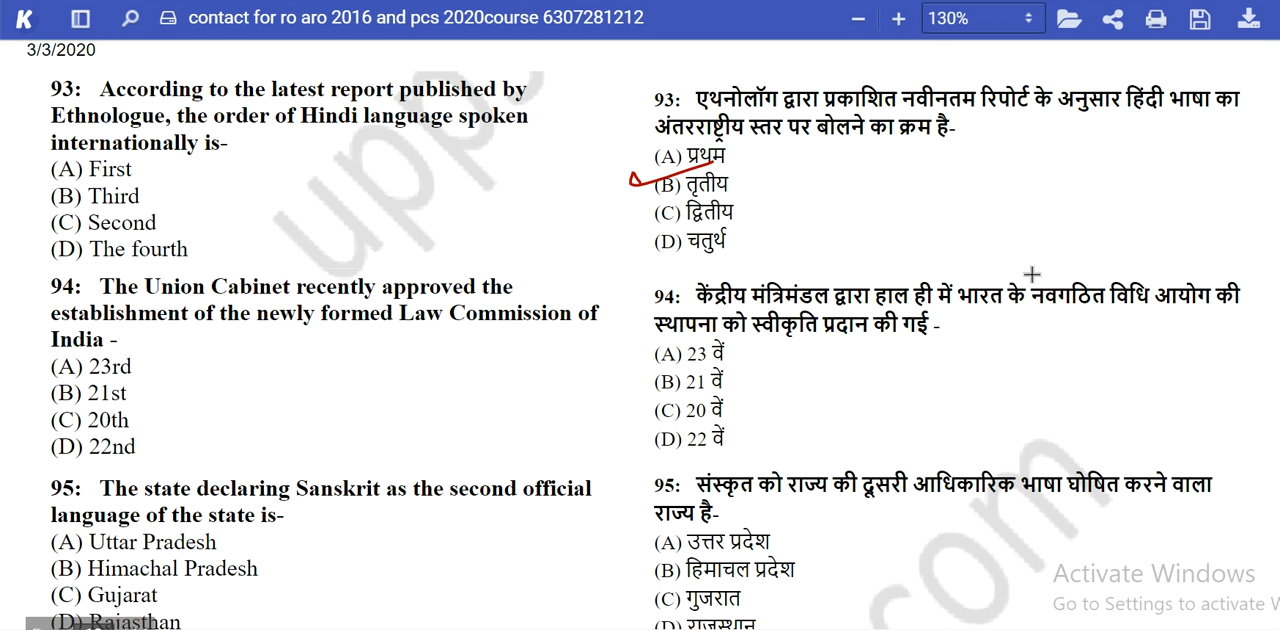 contact for ro aro 2016 and pcs 2020course 6307281212
130%
3/3/2020
93: According to the latest report published by
Ethnologue, the order of Hindi language spoken
internationally is-
(A) First
(B) Third
(C) Second
(D) The fourth
94: The Union Cabinet recently approved the
establishment of the newly formed Law Commission of
India -
(A) 23rd
(B) 21st
(C) 20th
(D) 22nd
95: The state declaring Sanskrit as the second official
language of the state is-
(A) Uttar Pradesh
(B) Himachal Pradesh
(C) Gujarat
(D) Rajasthan
93: एथनोलॉग द्वारा प्रकाशित नवीनतम रिपोर्ट के अनुसार हिंदी भाषा का
अंतरराष्ट्रीय स्तर पर बोलने का क्रम है-
(A) प्रथम
(B) तृतीय
(C) द्वितीय
(D) चतुर्थ
94: केंद्रीय मंत्रिमंडल द्वारा हाल ही में भारत के नवगठित विधि आयोग की
स्थापना को स्वीकृति प्रदान की गई -
(A) 23 वें
(B) 21 वें
(C) 20 वें
(D) 22 वें
95: संस्कृत को राज्य की दूसरी आधिकारिक भाषा घोषित करने वाला
राज्य है-
(A) उत्तर प्रदेश
(B) हिमाचल प्रदेश
(C) गुजरात
(D) राजस्थान
Activate Windows
Go to Settings to activate